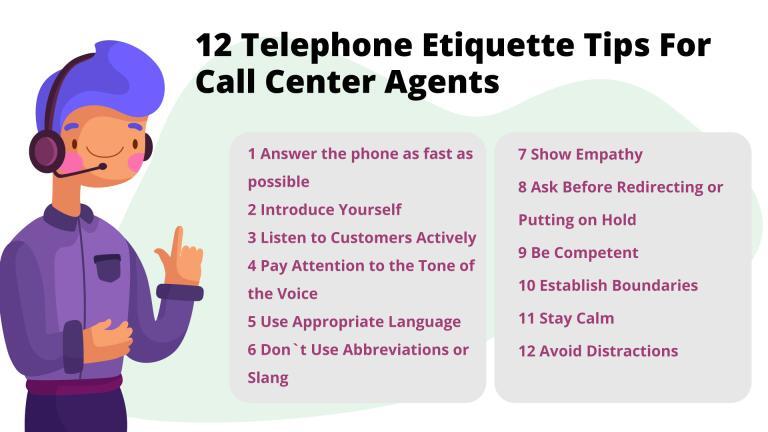 12 Telephone Etiquette Tips For
Call Center Agents
1 Answer the phone as fast as
possible
2 Introduce Yourself
3 Listen to Customers Actively
4 Pay Attention to the Tone of
the Voice
5 Use Appropriate Language
6 Don`t Use Abbreviations or
Slang
7 Show Empathy
8 Ask Before Redirecting or
Putting on Hold
9 Be Competent
10 Establish Boundaries
11 Stay Calm
12 Avoid Distractions